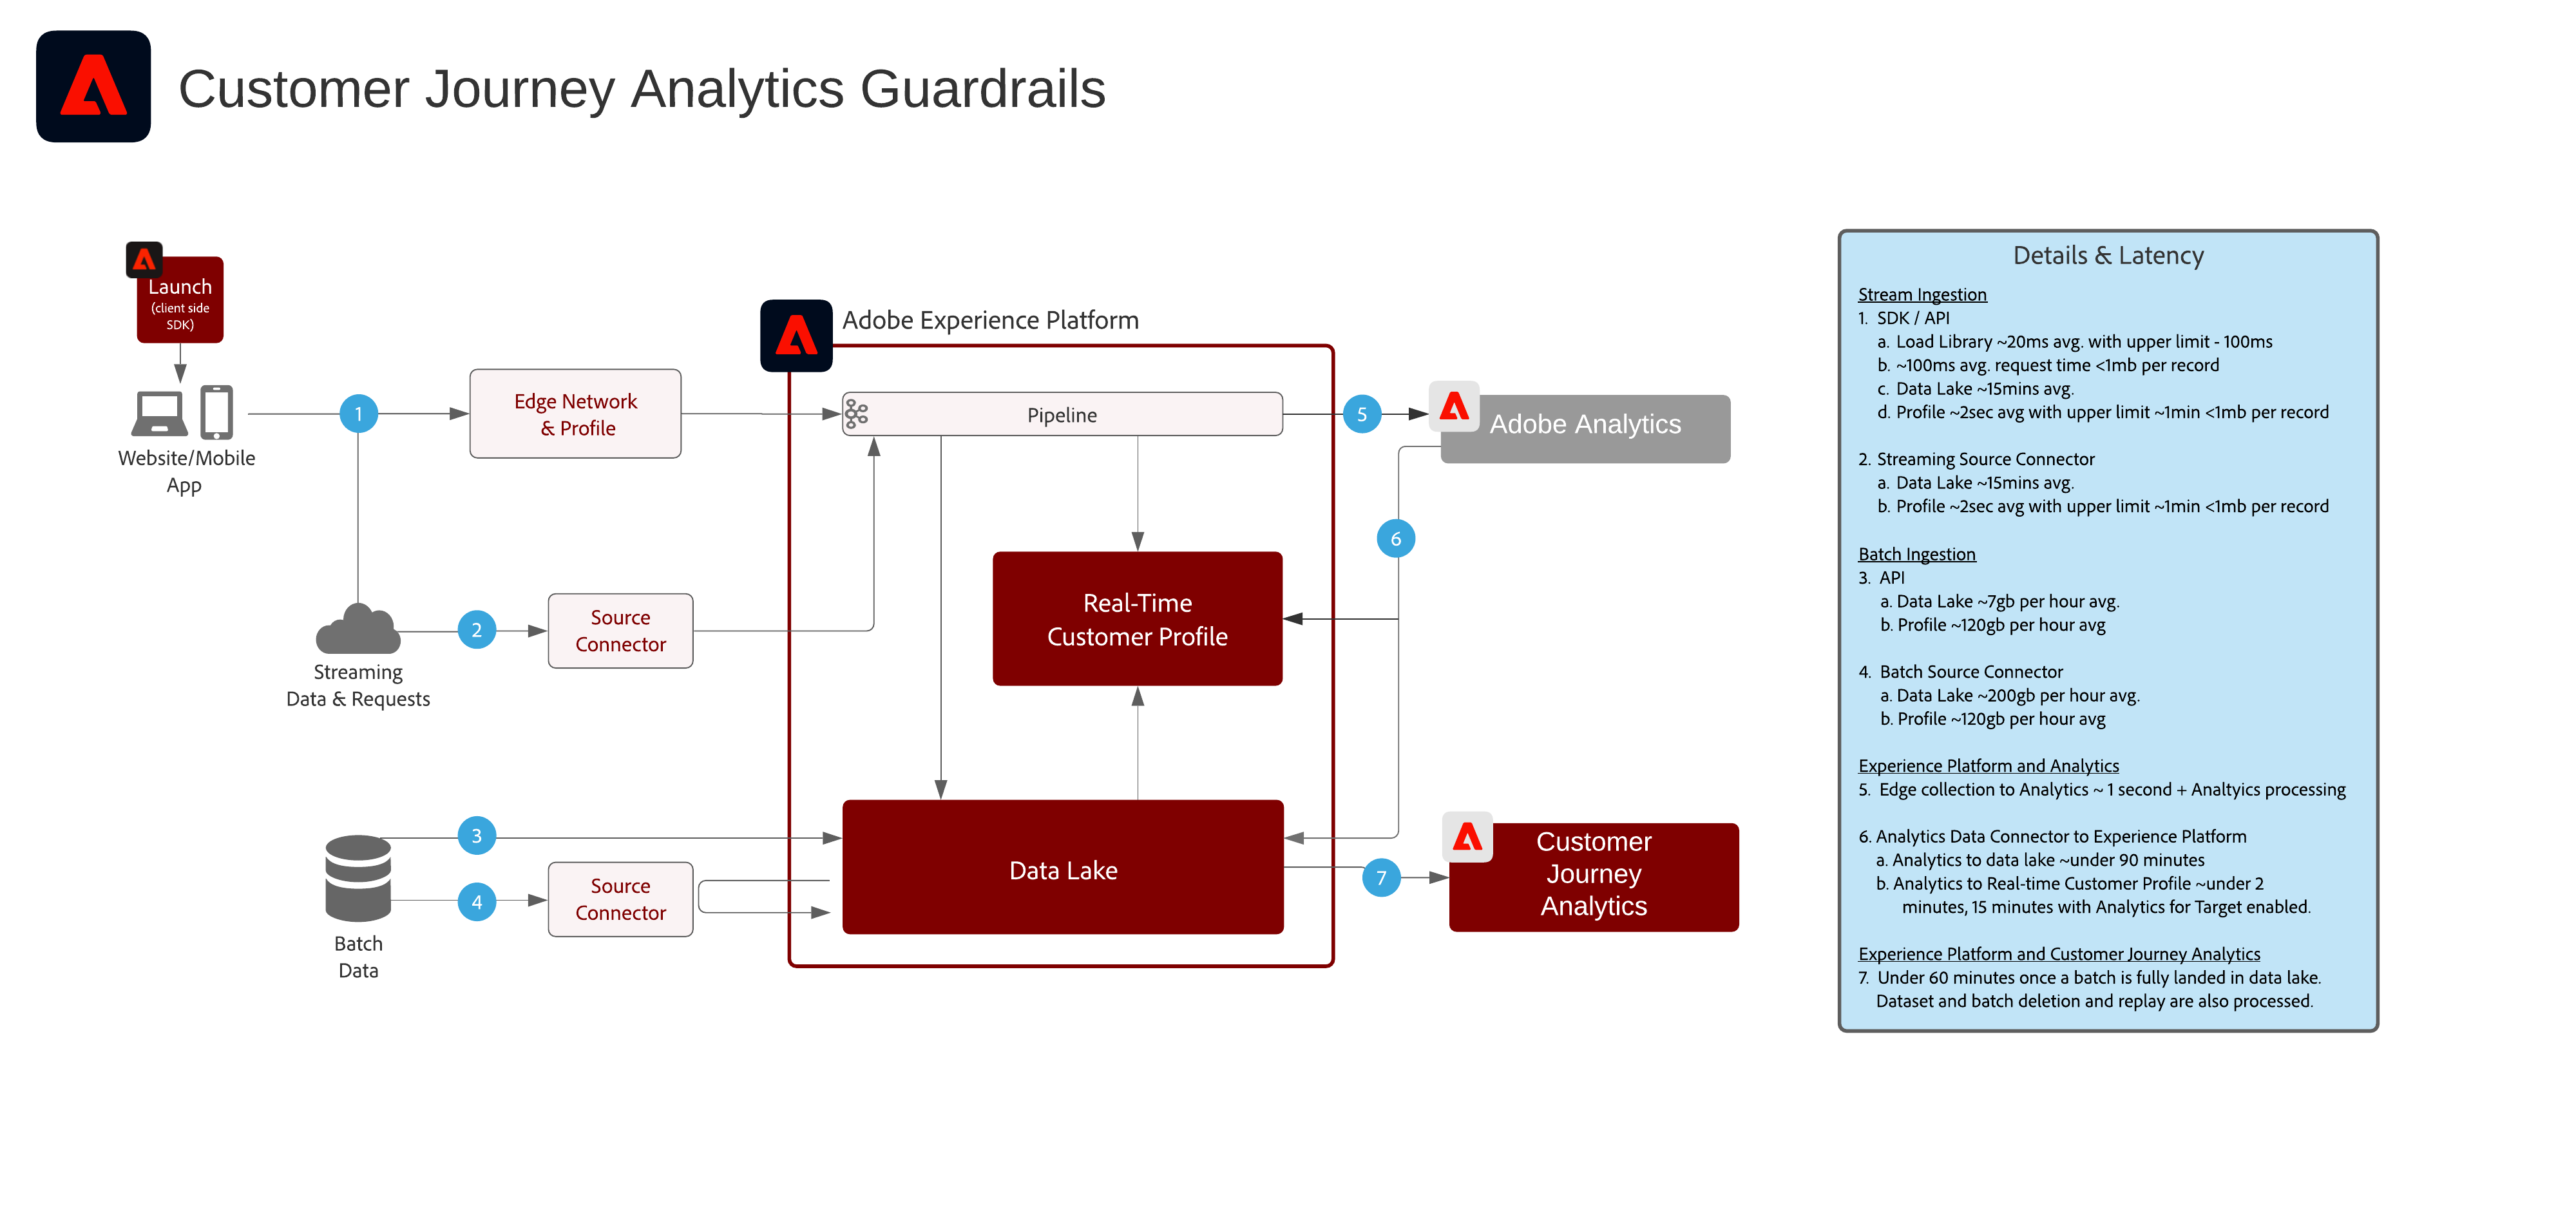 Customer Journey Analytics Guardrails
Launch
(client side
SDK)
Website/Mobile
App
1
Edge Network
& Profile
Streaming
Data & Requests
2
Source
Connector
Batch
Data
3
4
Source
Connector
Adobe Experience Platform
Pipeline
Real-Time
Customer Profile
Data Lake
5
Adobe Analytics
6
7
Customer
Journey
Analytics
Details & Latency
Stream Ingestion
1. SDK / API
a. Load Library ~20ms avg. with upper limit - 100ms
b. ~100ms avg. request time <1mb per record
c. Data Lake ~15mins avg.
d. Profile ~2sec avg with upper limit ~1min <1mb per record
2. Streaming Source Connector
a. Data Lake ~15mins avg.
b. Profile ~2sec avg with upper limit ~1min <1mb per record
Batch Ingestion
3. API
a. Data Lake ~7gb per hour avg.
b. Profile ~120gb per hour avg
4. Batch Source Connector
a. Data Lake ~200gb per hour avg.
b. Profile ~120gb per hour avg
Experience Platform and Analytics
5. Edge collection to Analytics ~ 1 second + Analtyics processing
6. Analytics Data Connector to Experience Platform
a. Analytics to data lake ~under 90 minutes
b. Analytics to Real-time Customer Profile ~under 2
minutes, 15 minutes with Analytics for Target enabled.
Experience Platform and Customer Journey Analytics
7. Under 60 minutes once a batch is fully landed in data lake.
Dataset and batch deletion and replay are also processed.